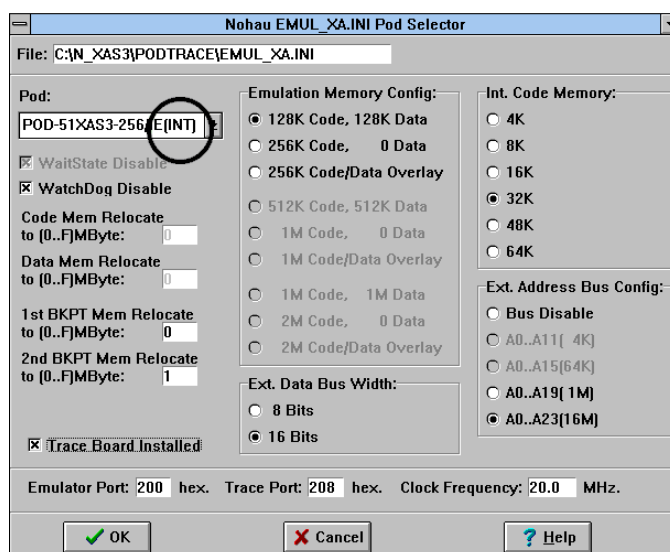 Nohau EMUL_XA.INI Pod Selector
File: C:\N_XAS3\PODTRACE\EMUL_XA.INI
Pod:
POD-51XAS3-256/IE(INT)
WaitState Disable
WatchDog Disable
Code Mem Relocate
to (0..F)MByte: 0
Data Mem Relocate
to (0..F)MByte: 0
1st BKPT Mem Relocate
to (0..F)MByte: 0
2nd BKPT Mem Relocate
to (0..F)MByte: 1
Trace Board Installed
Emulation Memory Config:
128K Code, 128K Data
256K Code, 0 Data
256K Code/Data Overlay
512K Code, 512K Data
1M Code, 0 Data
1M Code/Data Overlay
1M Code, 1M Data
2M Code, 0 Data
2M Code/Data Overlay
Ext. Data Bus Width:
8 Bits
16 Bits
Int. Code Memory:
4K
8K
16K
32K
48K
64K
Ext. Address Bus Config:
Bus Disable
A0..A11( 4K)
A0..A15(64K)
A0..A19( 1M)
A0..A23(16M)
Emulator Port: 200 hex. Trace Port: 208 hex. Clock Frequency: 20.0 MHz.
OK
Cancel
Help